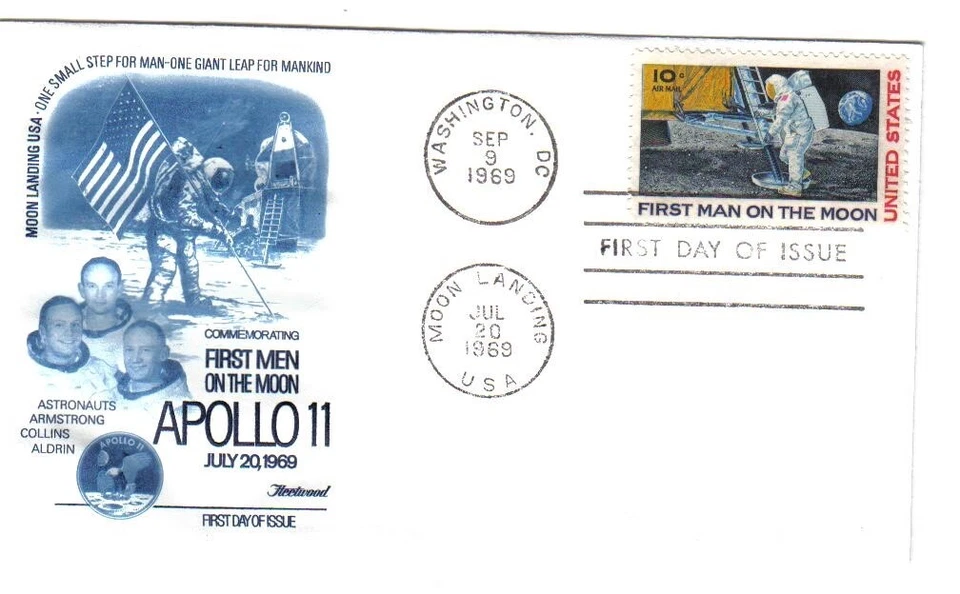 MOON LANDING USA · ONE SMALL STEP FOR MAN-ONE GIANT LEAP FOR MANKIND
COMMEMORATING
FIRST MEN
ON THE MOON
APOLLO 11
JULY 20, 1969
ASTRONAUTS
ARMSTRONG
COLLINS
ALDRIN
APOLLO 11
Fleetwood
FIRST DAY OF ISSUE
WASHINGTON, DC
SEP
9
1969
MOON LANDING
JUL
20
1969
USA
10c
AIR MAIL
UNITED STATES
FIRST MAN ON THE MOON
FIRST DAY OF ISSUE